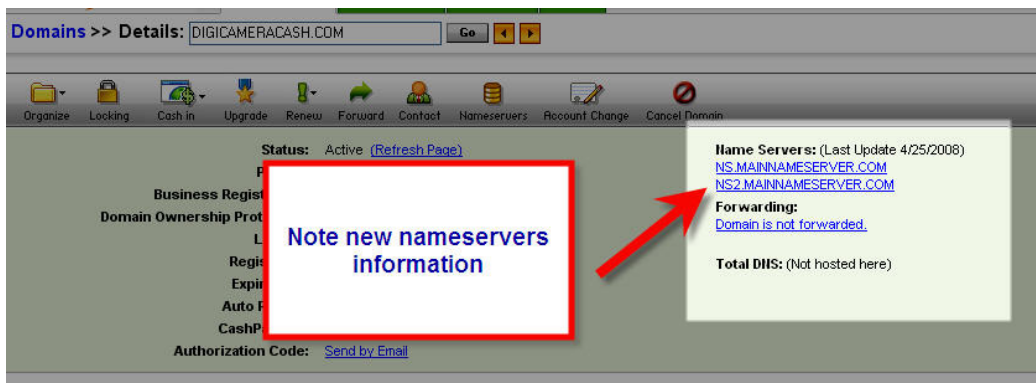 Domains >> Details: DIGICAMERACASH.COM Go
Organize Locking Cash in Upgrade Renew Forward Contact Nameservers Account Change Cancel Domain
Status: Active (Refresh Page)
Business Regist
Domain Ownership Prot
Regis
Expir
Auto
CashP
Authorization Code: Send by Email
Note new nameservers
information
Name Servers: (Last Update 4/25/2008)
NS.MAINNAMESERVER.COM
NS2.MAINNAMESERVER.COM
Forwarding:
Domain is not forwarded.
Total DNS: (Not hosted here)